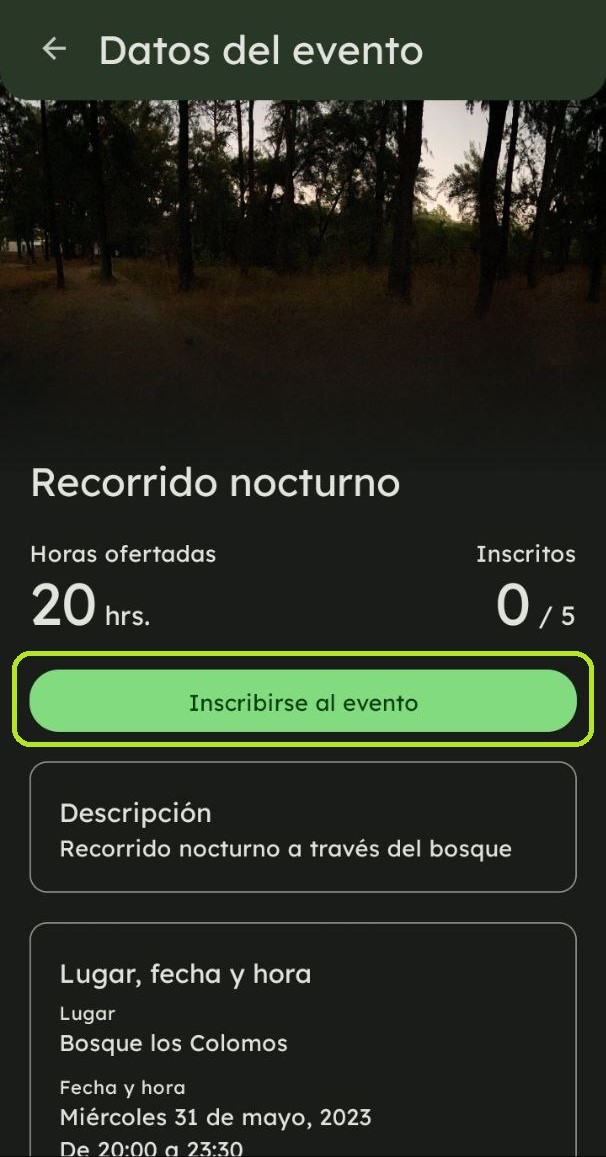 Datos del evento
Recorrido nocturno
Horas ofertadas
Inscritos
20 hrs.
0 / 5
Inscribirse al evento
Descripción
Recorrido nocturno a través del bosque
Lugar, fecha y hora
Lugar
Bosque los Colomos
Fecha y hora
Miércoles 31 de mayo, 2023
De 20:00 a 23:30